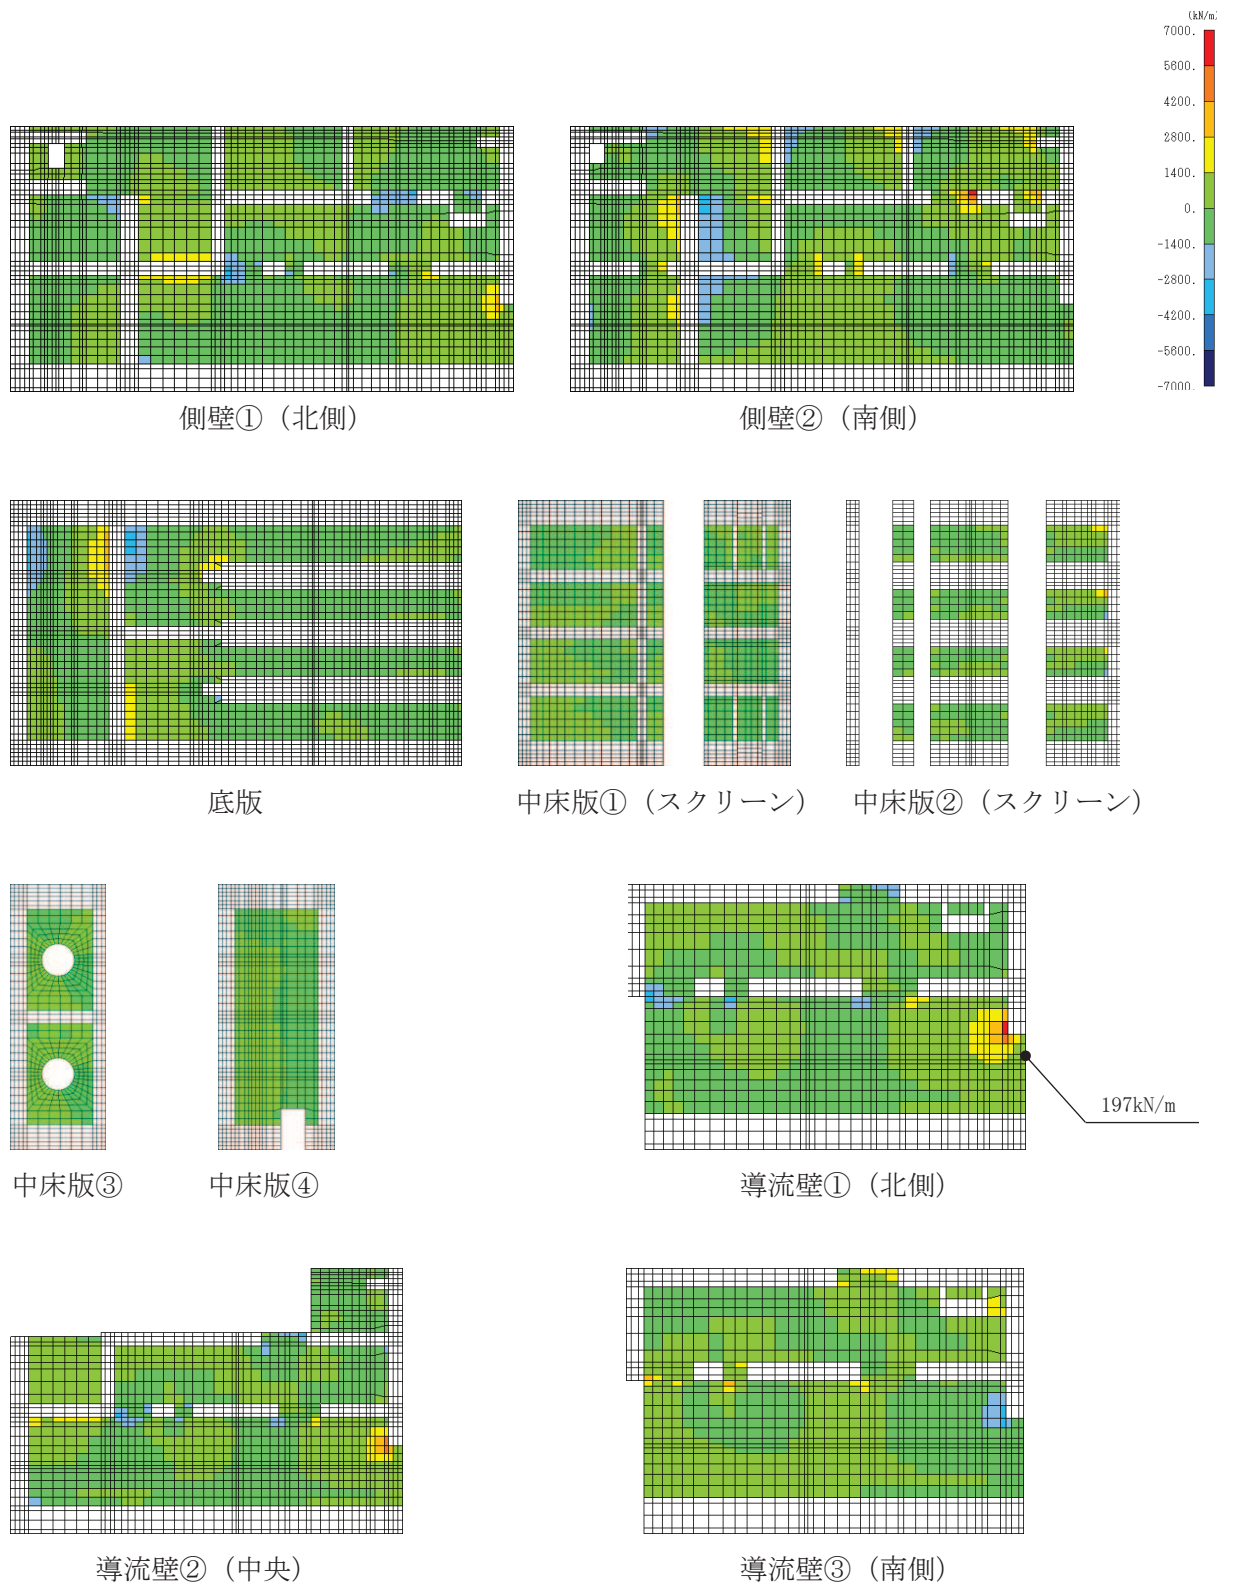 (kN/m)
7000.
5600.
4200.
2800.
1400.
0.
-1400.
-2800.
-4200.
-5600.
-7000.
側壁①（北側）
側壁②（南側）
底版
中床版①（スクリーン）
中床版②（スクリーン）
197kN/m
中床版③
中床版④
導流壁①（北側）
導流壁②（中央）
導流壁③（南側）